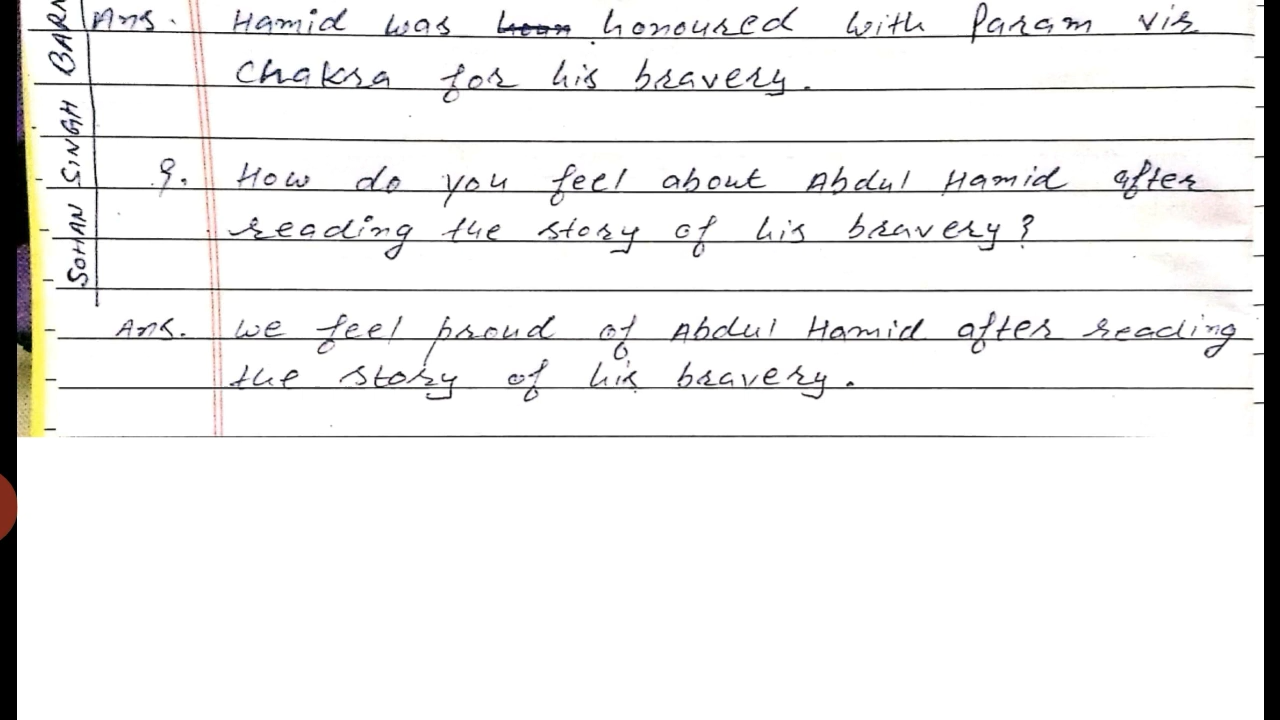 Ans. Hamid was honoured with Param vir
Chakra for his bravery.
9. How do you feel about Abdul Hamid after
reading the story of his bravery?
Ans. We feel proud of Abdul Hamid after reading
the story of his bravery.
SOHAN SINGH